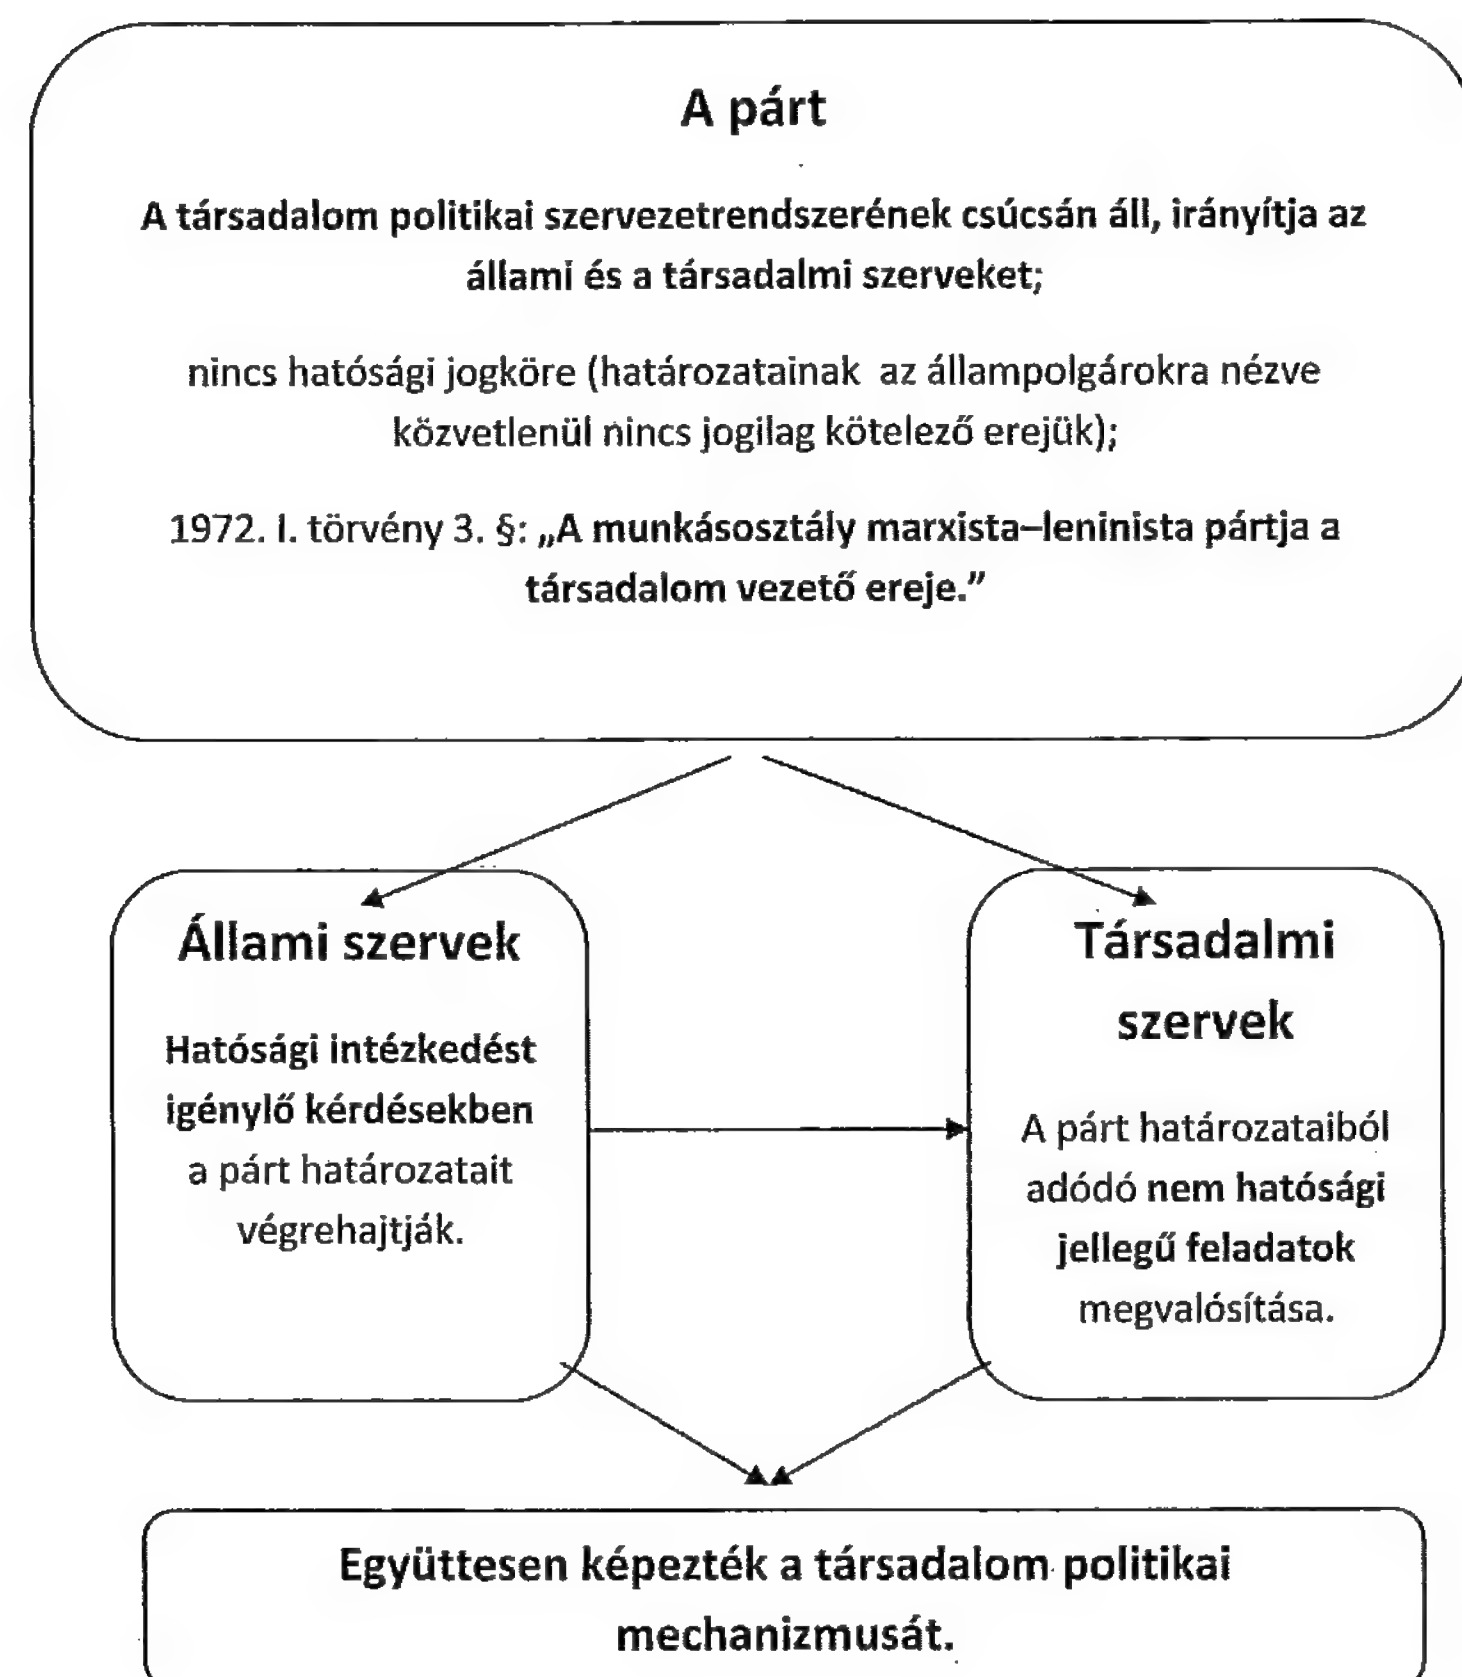 A párt
A társadalom politikai szervezetrendszerének csúcsán áll, irányítja az
állami és a társadalmi szerveket;
nincs hatósági jogköre (határozatainak az állampolgárokra nézve
közvetlenül nincs jogilag kötelező erejük);
1972. I. törvény 3. §: „A munkásosztály marxista–leninista pártja a
társadalom vezető ereje.”
Állami szervek
Hatósági intézkedést
igénylő kérdésekben
a párt határozatait
végrehajtják.
Társadalmi
szervek
A párt határozataiból
adódó nem hatósági
jellegű feladatok
megvalósítása.
Együttesen képezték a társadalom politikai
mechanizmusát.